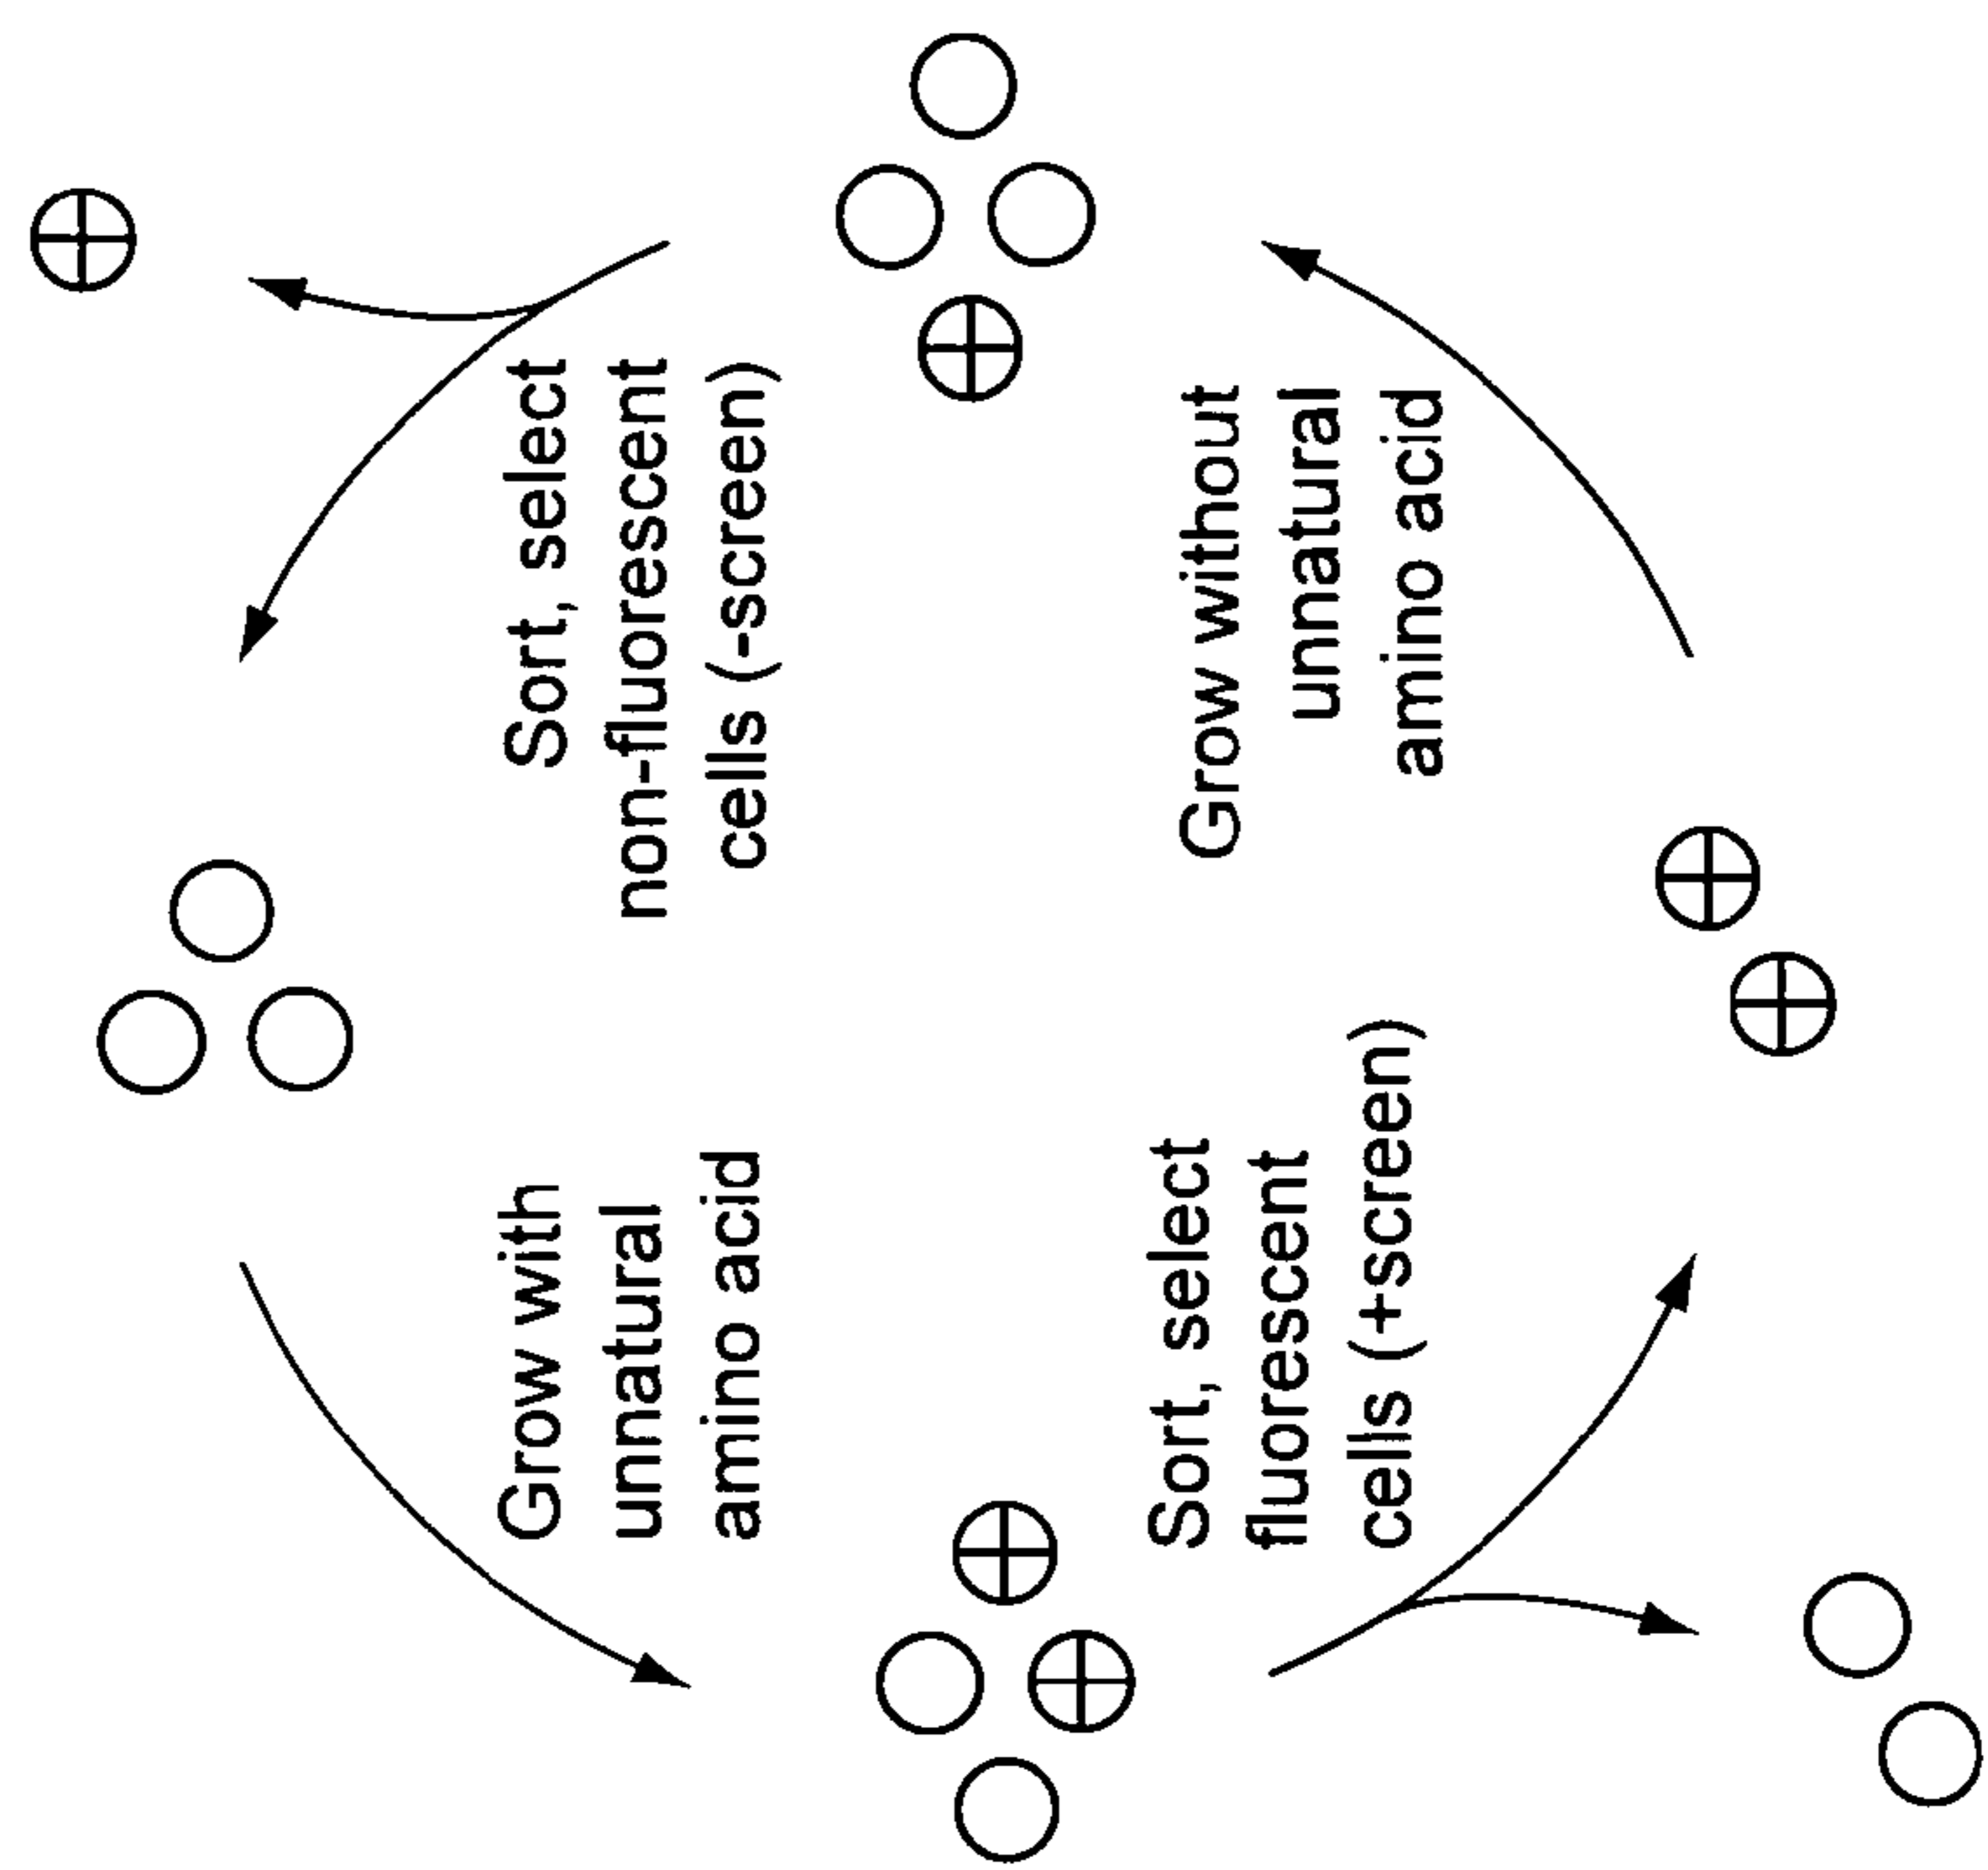 Grow with
unnatural
amino acid
Sort, select
fluorescent
cells (+screen)
Sort, select
non-fluorescent
cells (-screen)
Grow without
unnatural
amino acid